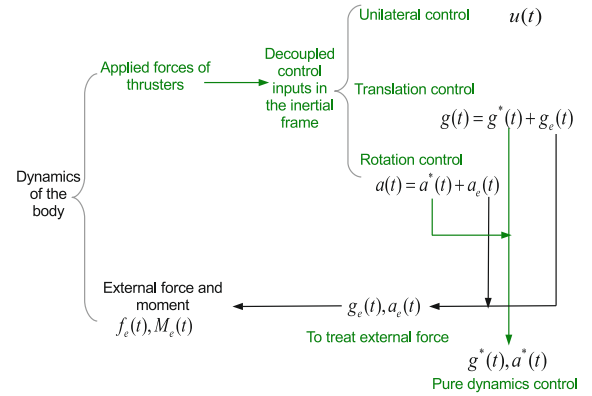 Unilateral control
u(t)
Applied forces of
thrusters
Decoupled
control
inputs in
the inertial
frame
Translation control
g(t) = g*(t) + g_e(t)
Rotation control
a(t) = a*(t) + a_e(t)
Dynamics
of the
body
External force and
moment
f_e(t), M_e(t)
g_e(t), a_e(t)
To treat external force
g*(t), a*(t)
Pure dynamics control